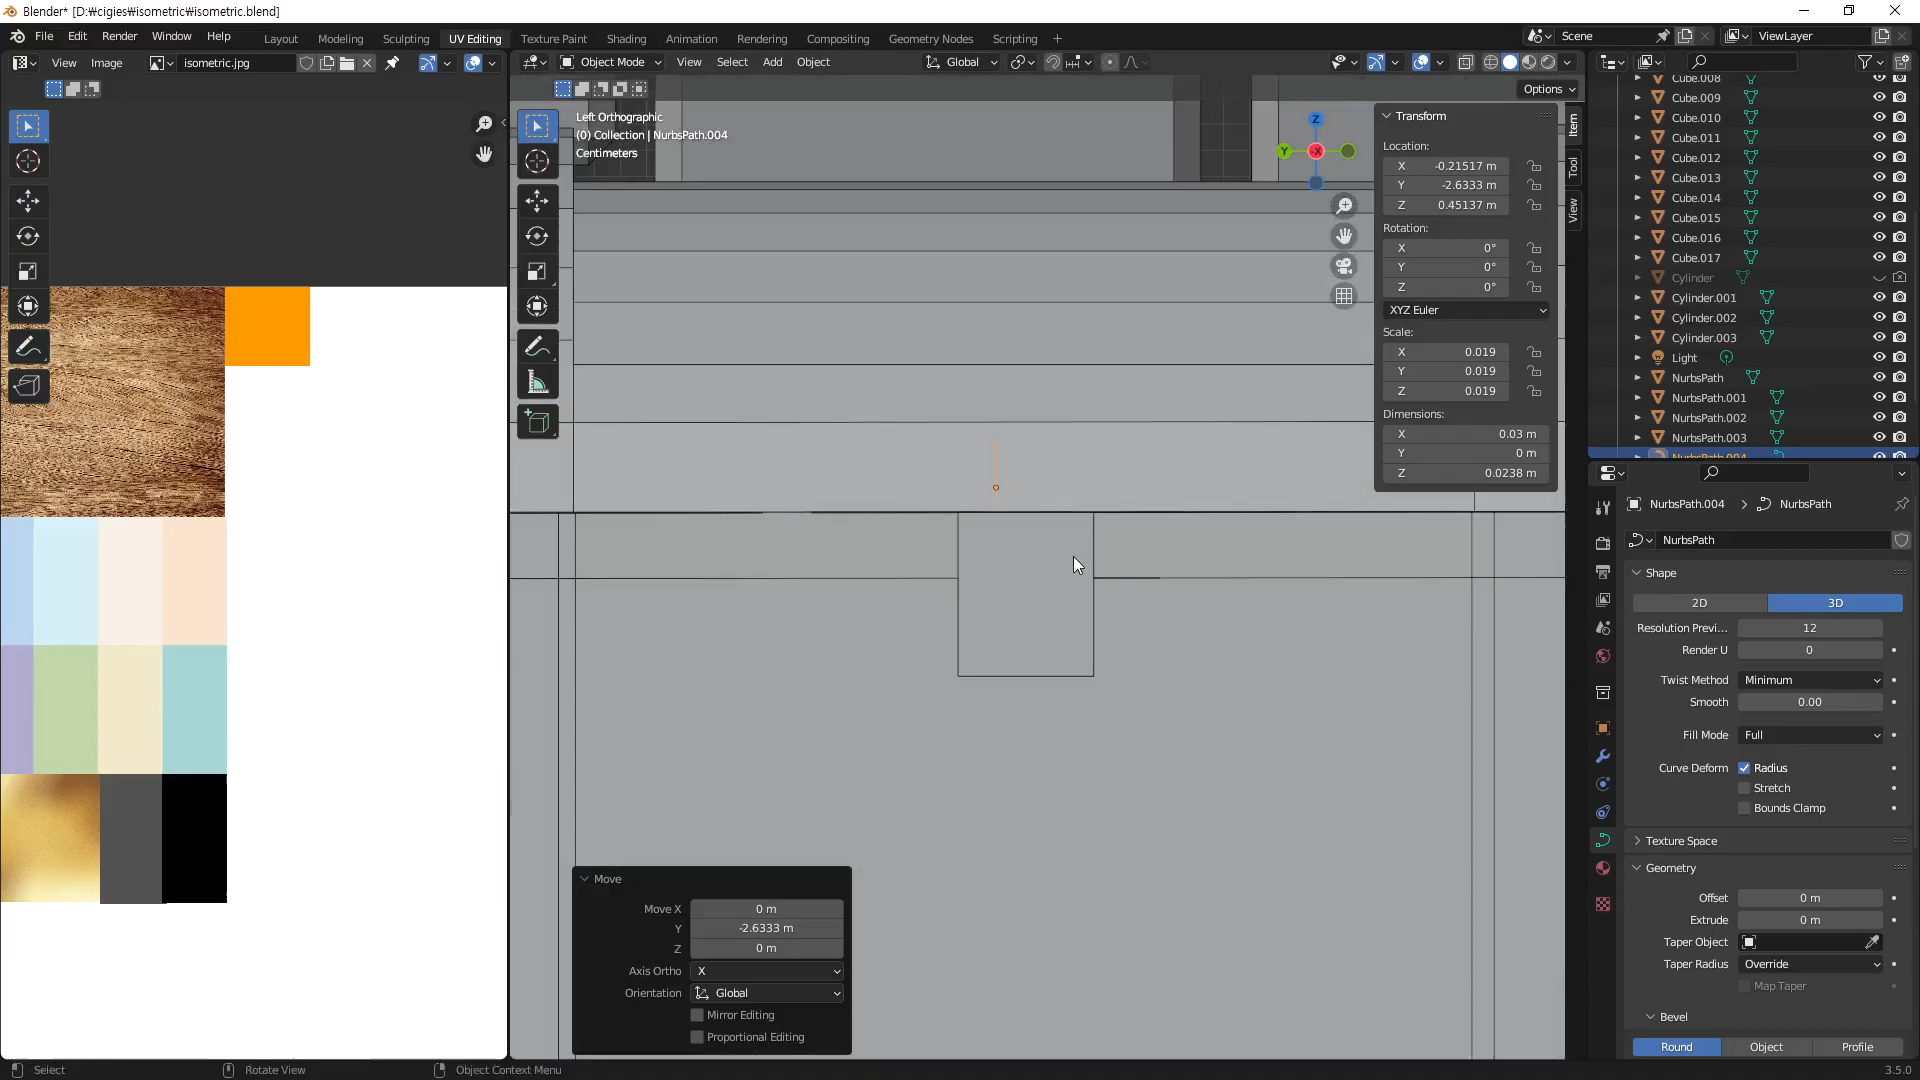 Blender* [D:₩cigies₩isometric₩isometric.blend]
File Edit Render Window Help
Layout Modeling Sculpting UV Editing Texture Paint Shading Animation Rendering Compositing Geometry Nodes Scripting
Scene
ViewLayer
View Image
isometric.jpg
Object Mode View Select Add Object
Global
Options
Left Orthographic
(0) Collection | NurbsPath.004
Centimeters
Z
Y
-X
Item
Tool
View
Transform
Location:
X -0.21517 m
Y -2.6333 m
Z 0.45137 m
Rotation:
X 0°
Y 0°
Z 0°
XYZ Euler
Scale:
X 0.019
Y 0.019
Z 0.019
Dimensions:
X 0.03 m
Y 0 m
Z 0.0238 m
Cube.008
Cube.009
Cube.010
Cube.011
Cube.012
Cube.013
Cube.014
Cube.015
Cube.016
Cube.017
Cylinder
Cylinder.001
Cylinder.002
Cylinder.003
Light
NurbsPath
NurbsPath.001
NurbsPath.002
NurbsPath.003
NurbsPath.004
NurbsPath.004 NurbsPath
NurbsPath
Shape
2D 3D
Resolution Previ... 12
Render U 0
Twist Method Minimum
Smooth 0.00
Fill Mode Full
Curve Deform Radius
Stretch
Bounds Clamp
Texture Space
Geometry
Offset 0 m
Extrude 0 m
Taper Object
Taper Radius Override
Map Taper
Bevel
Round Object Profile
Move
Move X 0 m
Y -2.6333 m
Z 0 m
Axis Ortho X
Orientation Global
Mirror Editing
Proportional Editing
Select Rotate View Object Context Menu
3.5.0